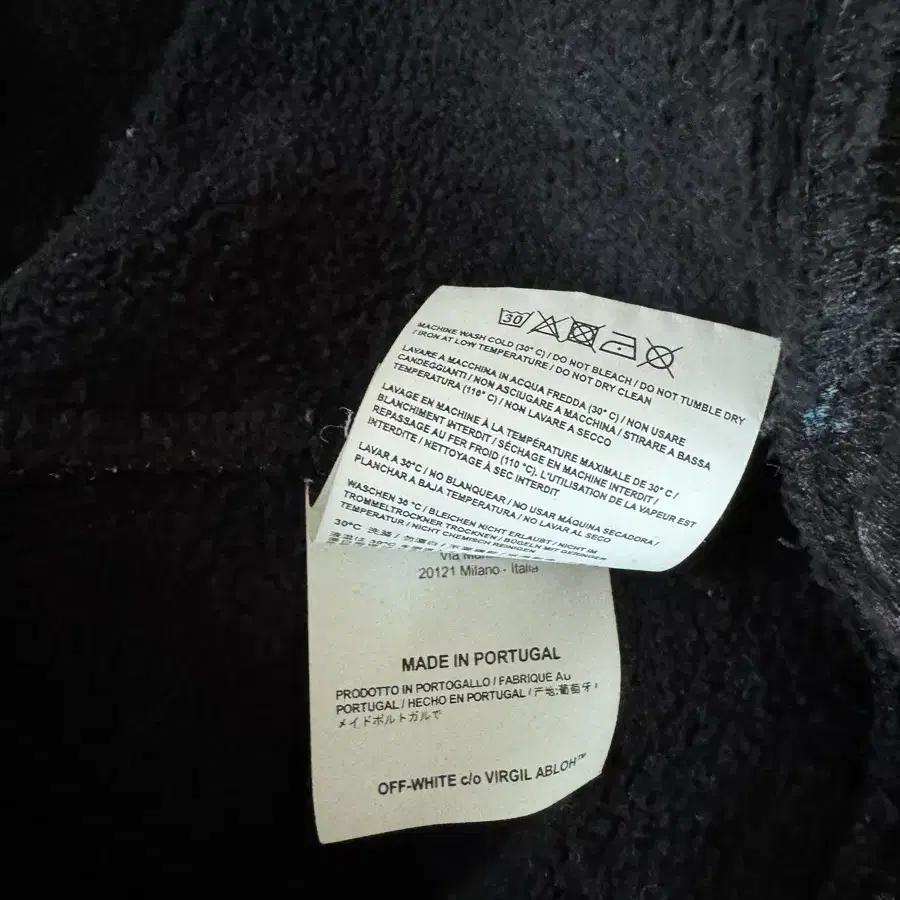 30
MACHINE WASH COLD (30° C) / DO NOT BLEACH / DO NOT TUMBLE DRY
/ IRON AT LOW TEMPERATURE / DO NOT DRY CLEAN
LAVARE A MACCHINA IN ACQUA FREDDA (30° C) / NON USARE
CANDEGGIANTI / NON ASCIUGARE A MACCHINA / STIRARE A BASSA
TEMPERATURA (110° C) / NON LAVARE A SECCO
LAVAGE EN MACHINE À LA TEMPÉRATURE MAXIMALE DE 30° C /
BLANCHIMENT INTERDIT / SÉCHAGE EN MACHINE INTERDIT /
REPASSAGE AU FER FROID (110 °C). L'UTILISATION DE LA VAPEUR EST
INTERDITE / NETTOYAGE À SEC INTERDIT
LAVAR A 30°C / NO BLANQUEAR / NO USAR MÁQUINA SECADORA /
PLANCHAR A BAJA TEMPERATURA / NO LAVAR AL SECO
WASCHEN 30 °C / BLEICHEN NICHT ERLAUBT / NICHT IM
TROMMELTROCKNER TROCKNEN / BÜGELN MIT GERINGER
TEMPERATUR / NICHT CHEMISCH REINIGEN
30°C 洗涤 / 勿漂白
Via
20121 Milano - Italia
MADE IN PORTUGAL
PRODOTTO IN PORTOGALLO / FABRIQUE AU
PORTUGAL / HECHO EN PORTUGAL / 产地:葡萄牙 /
メイドポルトガルで
OFF-WHITE c/o VIRGIL ABLOH™